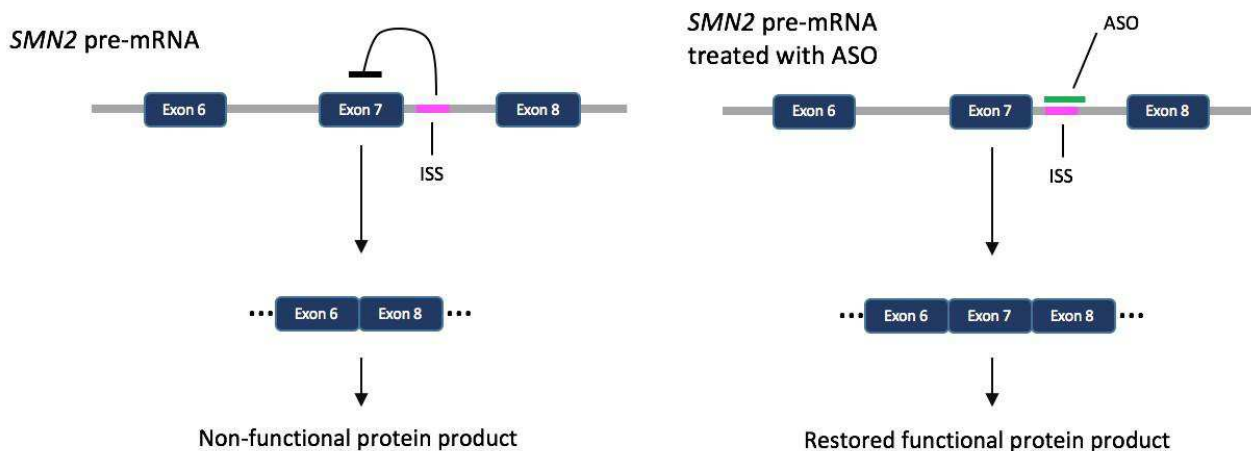 SMN2 pre-mRNA
Exon 6
Exon 7
Exon 8
ISS
... Exon 6 Exon 8 ...
Non-functional protein product
SMN2 pre-mRNA
treated with ASO
ASO
Exon 6
Exon 7
Exon 8
ISS
... Exon 6 Exon 7 Exon 8 ...
Restored functional protein product